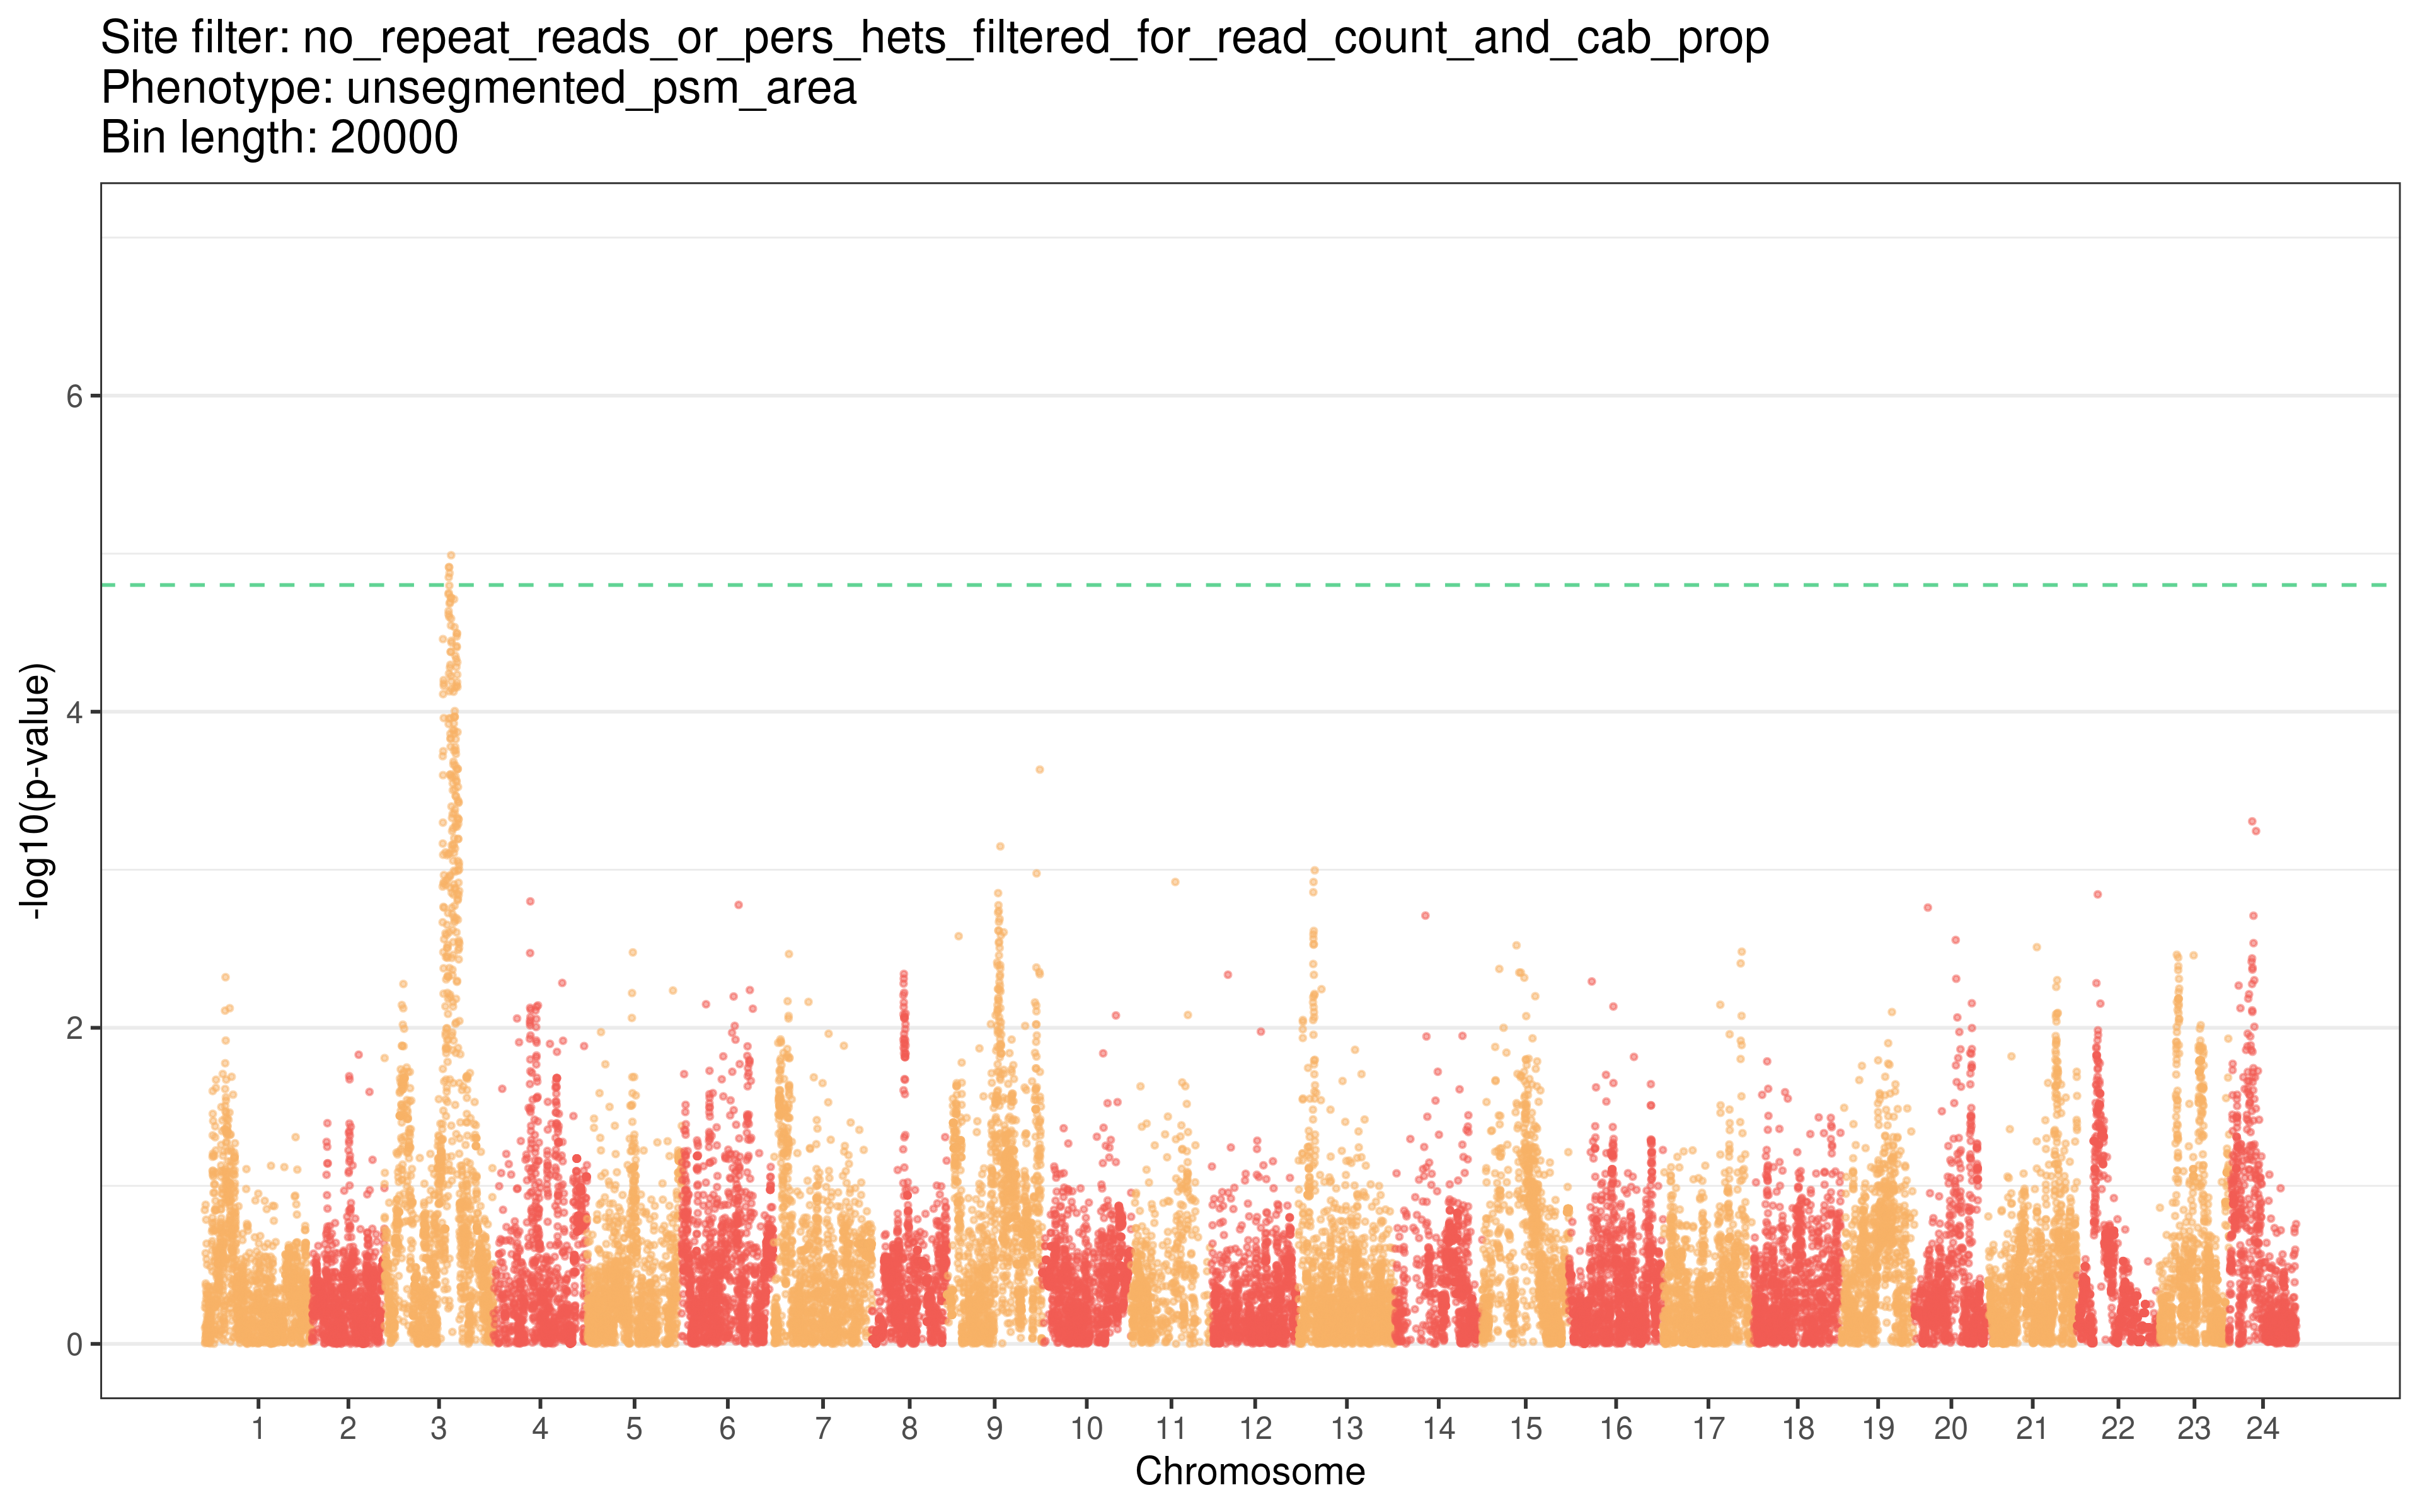 Site filter: no_repeat_reads_or_pers_hets_filtered_for_read_count_and_cab_prop
Phenotype: unsegmented_psm_area
Bin length: 20000
6
4
2
0
-log10(p-value)
1 2 3 4 5 6 7 8 9 10 11 12 13 14 15 16 17 18 19 20 21 22 23 24
Chromosome